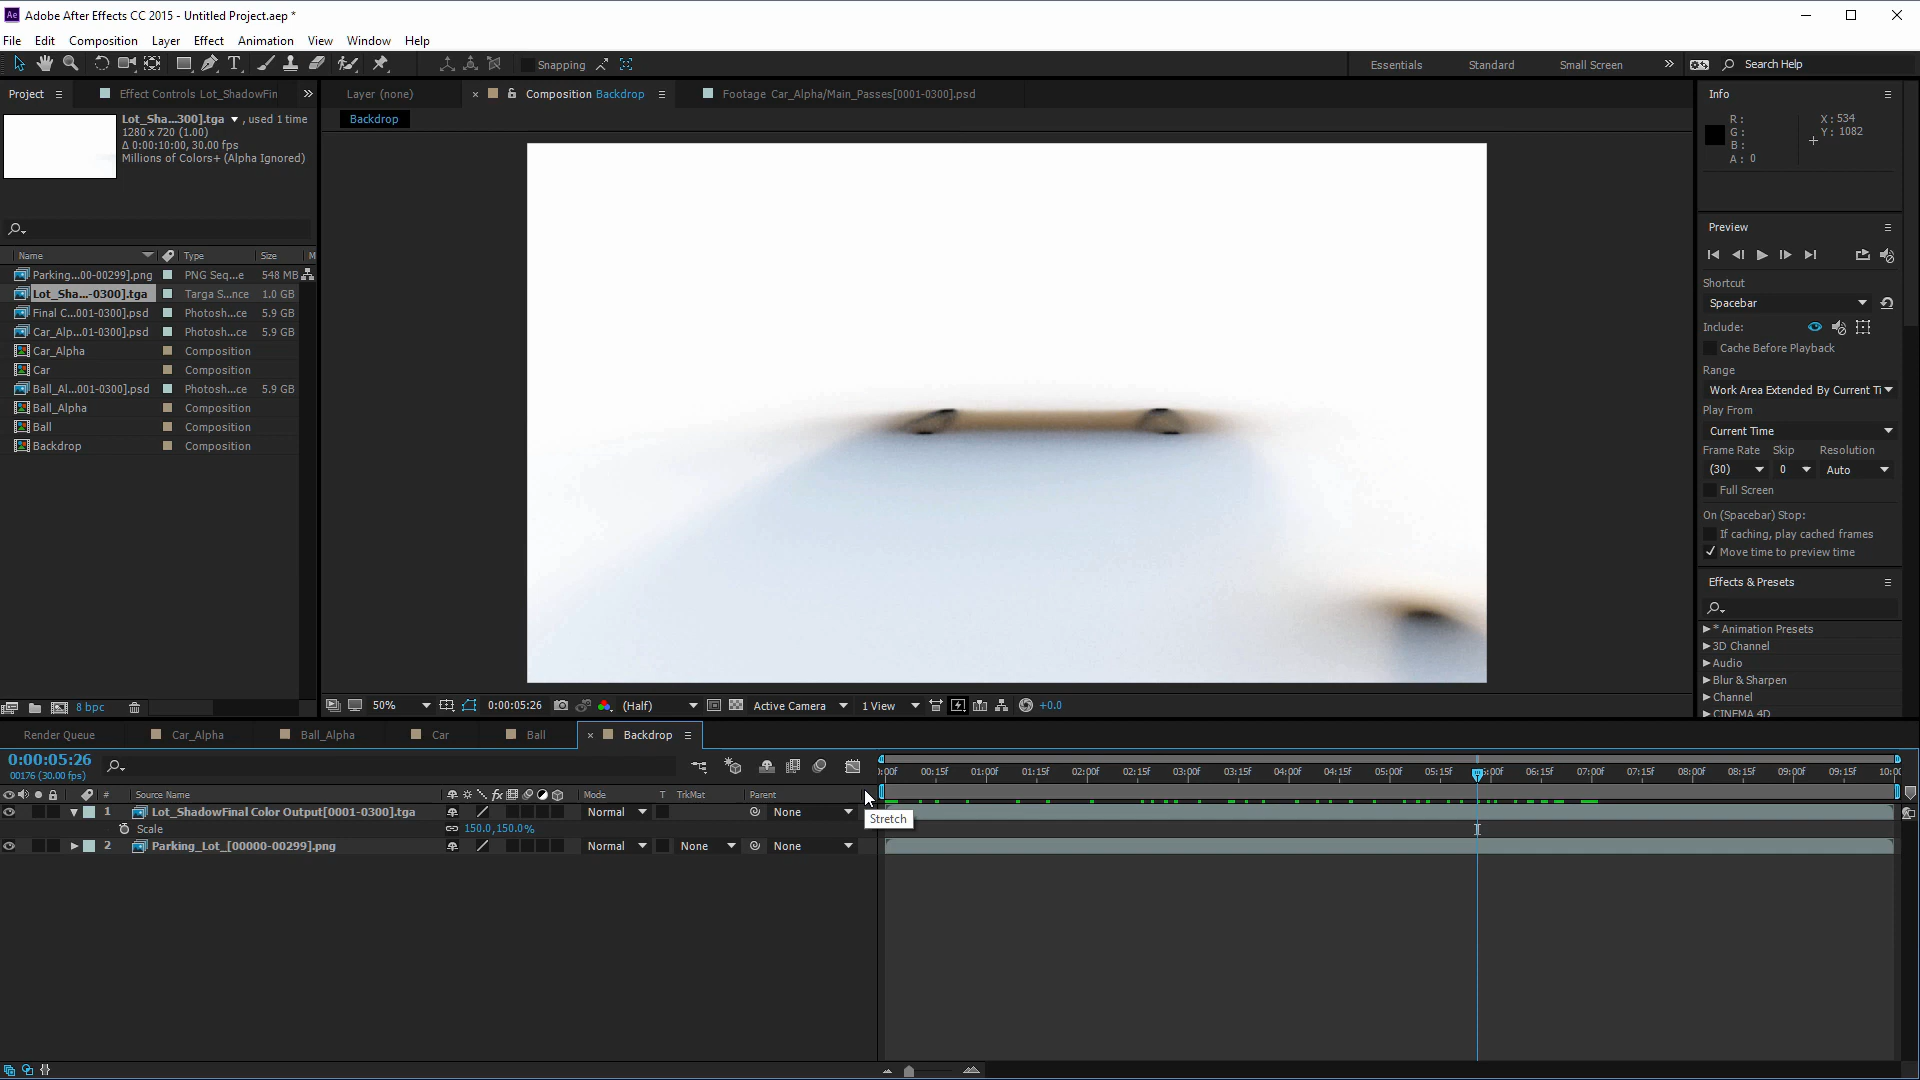 Adobe After Effects CC 2015 - Untitled Project.aep *
File Edit Composition Layer Effect Animation View Window Help
Snapping
Essentials Standard Small Screen Search Help
Project Effect Controls Lot_ShadowFin
Layer (none) Composition Backdrop Footage Car_Alpha/Main_Passes[0001-0300].psd
Info
Backdrop
Lot_Sha...300].tga , used 1 time
1280 x 720 (1.00)
Δ 0:00:10:00, 30.00 fps
Millions of Colors+ (Alpha Ignored)
R :
G :
B :
A : 0
X : 534
Y : 1082
Preview
Name Type Size M
Parking...00-00299].png PNG Seq...e 548 MB
Lot_Sha...-0300].tga Targa S...nce 1.0 GB
Final C...001-0300].psd Photosh...ce 5.9 GB
Car_Alp...01-0300].psd Photosh...ce 5.9 GB
Car_Alpha Composition
Car Composition
Ball_Al...001-0300].psd Photosh...ce 5.9 GB
Ball_Alpha Composition
Ball Composition
Backdrop Composition
Shortcut
Spacebar
Include:
Cache Before Playback
Range
Work Area Extended By Current Ti
Play From
Current Time
Frame Rate Skip Resolution
(30) 0 Auto
Full Screen
On (Spacebar) Stop:
If caching, play cached frames
Move time to preview time
Effects & Presets
* Animation Presets
3D Channel
Audio
Blur & Sharpen
Channel
CINEMA 4D
8 bpc
50% 0:00:05:26 (Half) Active Camera 1 View +0.0
Render Queue Car_Alpha Ball_Alpha Car Ball Backdrop
0:00:05:26
00176 (30.00 fps)
:00f 00:15f 01:00f 01:15f 02:00f 02:15f 03:00f 03:15f 04:00f 04:15f 05:00f 05:15f 06:00f 06:15f 07:00f 07:15f 08:00f 08:15f 09:00f 09:15f 10:0
# Source Name Mode T TrkMat Parent
1 Lot_ShadowFinal Color Output[0001-0300].tga Normal None
Stretch
Scale 150.0,150.0%
2 Parking_Lot_[00000-00299].png Normal None None